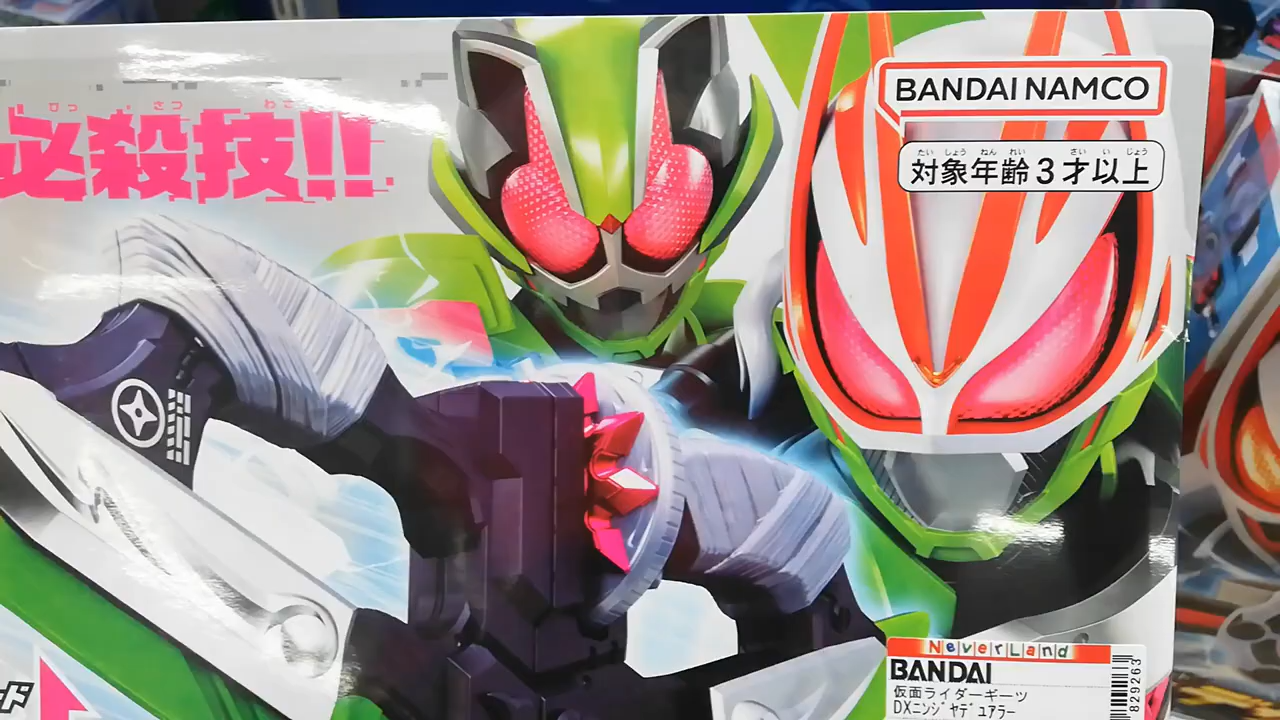 必殺技!!
ひつ さつ わざ
BANDAI NAMCO
たい しょう ねん れい さい い じょう
対象年齢3才以上
NeverLand
BANDAI
仮面ライダーギーツ
DXニンジャデュアラー
829263